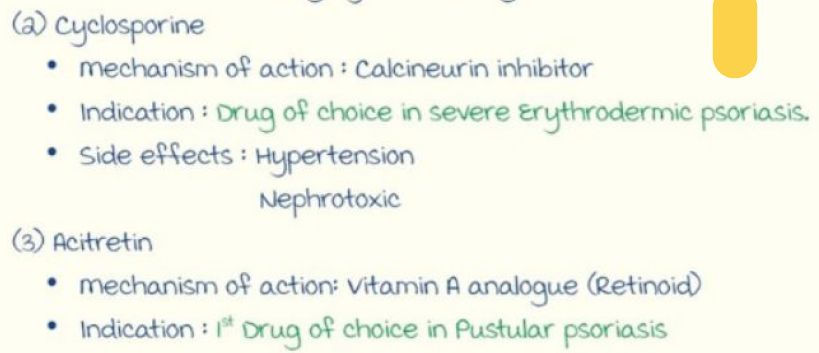 (2) Cyclosporine
• mechanism of action : Calcineurin inhibitor
• Indication : Drug of choice in severe Erythrodermic psoriasis.
• Side effects : Hypertension
Nephrotoxic
(3) Acitretin
• mechanism of action: Vitamin A analogue (Retinoid)
• Indication : 1st Drug of choice in Pustular psoriasis